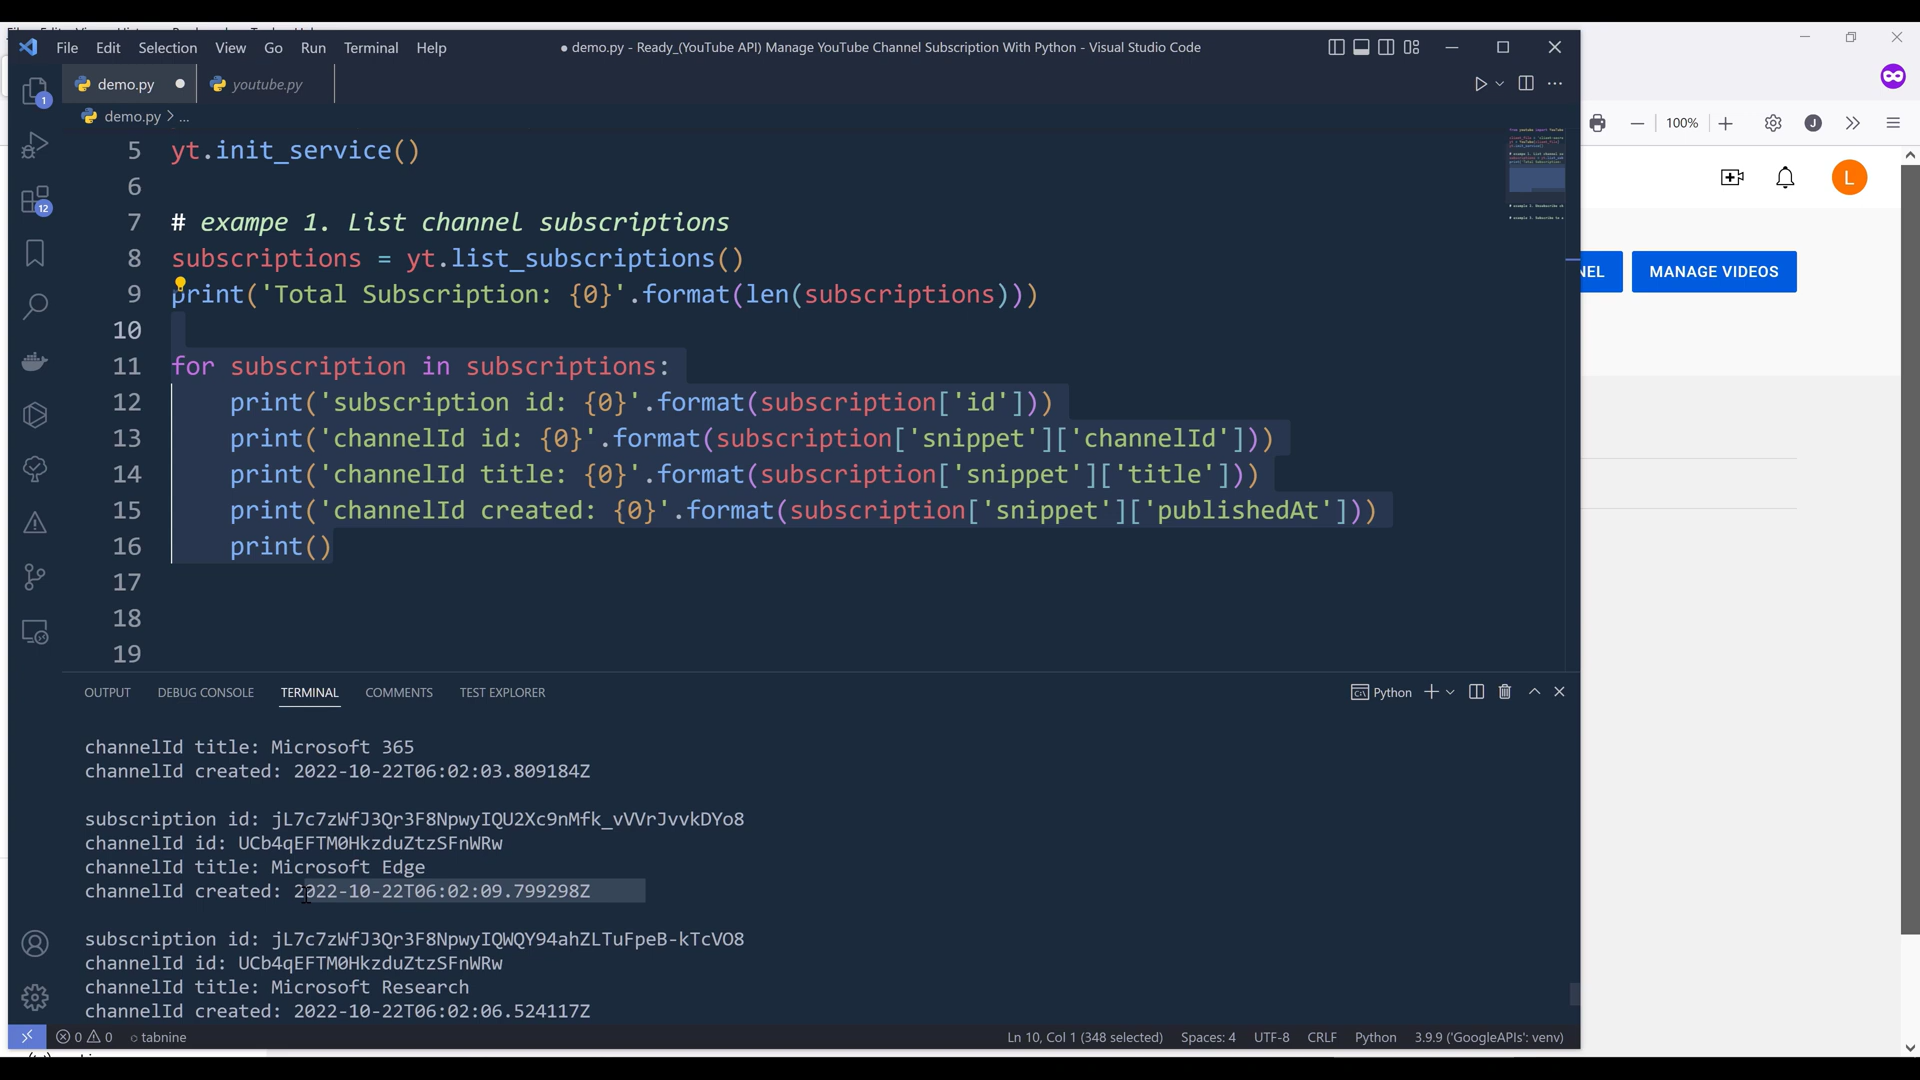 File Edit Selection View Go Run Terminal Help
● demo.py - Ready_(YouTube API) Manage YouTube Channel Subscription With Python - Visual Studio Code
demo.py ●
youtube.py
demo.py > ...
100%
J
L
NEL
MANAGE VIDEOS
1
12
5 yt.init_service()
6
7 # exampe 1. List channel subscriptions
8 subscriptions = yt.list_subscriptions()
9 print('Total Subscription: {0}'.format(len(subscriptions)))
10
11 for subscription in subscriptions:
12 print('subscription id: {0}'.format(subscription['id']))
13 print('channelId id: {0}'.format(subscription['snippet']['channelId']))
14 print('channelId title: {0}'.format(subscription['snippet']['title']))
15 print('channelId created: {0}'.format(subscription['snippet']['publishedAt']))
16 print()
17
18
19
OUTPUT DEBUG CONSOLE TERMINAL COMMENTS TEST EXPLORER
Python
channelId title: Microsoft 365
channelId created: 2022-10-22T06:02:03.809184Z
subscription id: jL7c7zWfJ3Qr3F8NpwyIQU2Xc9nMfk_vVVrJvvkDYo8
channelId id: UCb4qEFTM0HkzduZtzSFnWRw
channelId title: Microsoft Edge
channelId created: 2022-10-22T06:02:09.799298Z
subscription id: jL7c7zWfJ3Qr3F8NpwyIQWQY94ahZLTuFpeB-kTcVO8
channelId id: UCb4qEFTM0HkzduZtzSFnWRw
channelId title: Microsoft Research
channelId created: 2022-10-22T06:02:06.524117Z
0 0 tabnine
Ln 10, Col 1 (348 selected) Spaces: 4 UTF-8 CRLF Python 3.9.9 ('GoogleAPIs': venv)